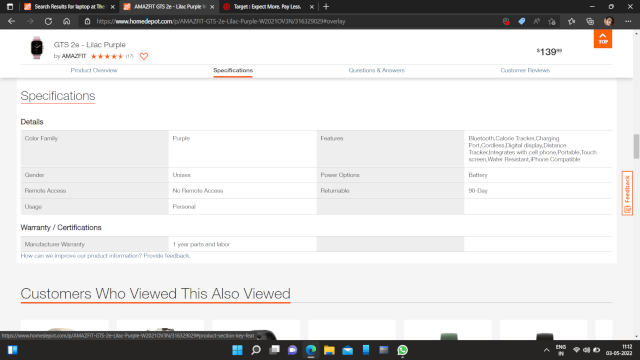 Search Results for laptop at The
AMAZFIT GTS 2e - Lilac Purple W
Target : Expect More. Pay Less.
https://www.homedepot.com/p/AMAZFIT-GTS-2e-Lilac-Purple-W2021OV3N/316329029#overlay
GTS 2e - Lilac Purple
by AMAZFIT (17)
$139.99
TOP
Product Overview Specifications Questions & Answers Customer Reviews
Specifications
Details
Color Family Purple Features Bluetooth,Calorie Tracker,Charging
Port,Cordless,Digital display,Distance
Tracker,Integrates with cell phone,Portable,Touch
screen,Water Resistant,iPhone Compatible
Gender Unisex Power Options Battery
Remote Access No Remote Access Returnable 90-Day
Usage Personal
Feedback
Warranty / Certifications
Manufacturer Warranty 1 year parts and labor
How can we improve our product information? Provide feedback.
Customers Who Viewed This Also Viewed
https://www.homedepot.com/p/AMAZFIT-GTS-2e-Lilac-Purple-W2021OV3N/316329029#product-section-key-feat
ENG
IN
11:12
03-05-2022